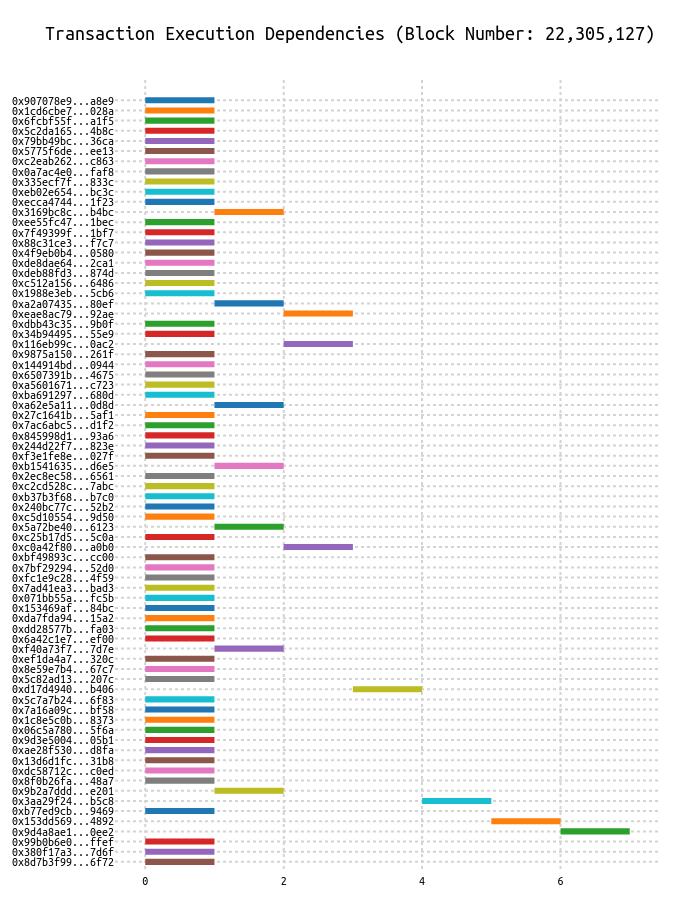 Transaction Execution Dependencies (Block Number: 22,305,127)
0x907078e9...a8e9
0x1cd6cbe7...028a
0x6fcbf55f...a1f5
0x5c2da165...4b8c
0x79bb49bc...36ca
0x5775f6de...ee13
0xc2eab262...c863
0x0a7ac4e0...faf8
0x335ecf7f...833c
0xeb02e654...bc3c
0xecca4744...1f23
0x3169bc8c...b4bc
0xee55fc47...1bec
0x7f49399f...1bf7
0x88c31ce3...f7c7
0x4f9eb0b4...0580
0xde8dae64...2ca1
0xdeb88fd3...874d
0xc512a156...6486
0x1988e3eb...5cb6
0xa2a07435...80ef
0xeae8ac79...92ae
0xdbb43c35...9b0f
0x34b94495...55e9
0x116eb99c...0ac2
0x9875a150...261f
0x144914bd...0944
0x6507391b...4675
0xa5601671...c723
0xba691297...680d
0xa62e5a11...0d8d
0x27c1641b...5af1
0x7ac6abc5...d1f2
0x845998d1...93a6
0x244d22f7...823e
0xf3e1fe8e...027f
0xb1541635...d6e5
0x2ec8ec58...6561
0xc2cd528c...7abc
0xb37b3f68...b7c0
0x240bc77c...52b2
0xc5d10554...9d50
0x5a72be40...6123
0xc25b17d5...5c0a
0xc0a42f80...a0b0
0xbf49893c...cc00
0x7bf29294...52d0
0xfc1e9c28...4f59
0x7ad41ea3...bad3
0x071bb55a...fc5b
0x153469af...84bc
0xda7fda94...15a2
0xdd28577b...fa03
0x6a42c1e7...ef00
0xf40a73f7...7d7e
0xef1da4a7...320c
0x8e59e7b4...67c7
0x5c82ad13...207c
0xd17d4940...b406
0x5c7a7b24...6f83
0x7a16a09c...bf58
0x1c8e5c0b...8373
0x06c5a780...5f6a
0x9d3e5004...05b1
0xae28f530...d8fa
0x13d6d1fc...31b8
0xdc58712c...c0ed
0x8f0b26fa...48a7
0x9b2a7ddd...e201
0x3aa29f24...b5c8
0xb77ed9cb...9469
0x153dd569...4892
0x9d4a8ae1...0ee2
0x99b0b6e0...ffef
0x380f17a3...7d6f
0x8d7b3f99...6f72
0 2 4 6